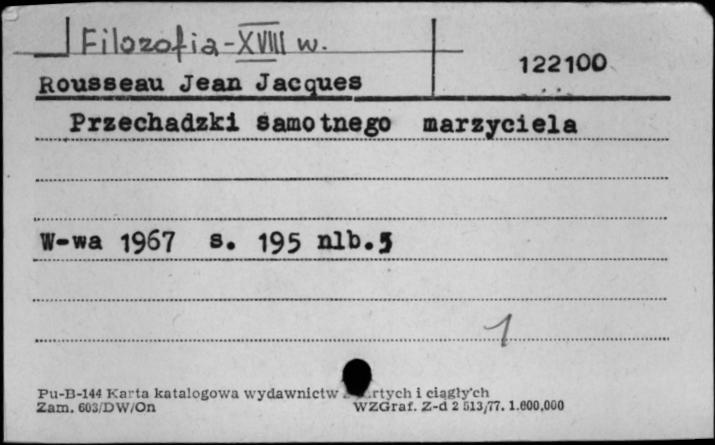 Filozofia-XVIII w.
122100
Rousseau Jean Jacques
Przechadzki samotnego marzyciela
W-wa 1967 s. 195 nlb.5
1
Pu-B-144 Karta katalogowa wydawnictw i ciągłych
Zam. 603/DW/On WZGraf. Z-d 2 513/77. 1.600,000